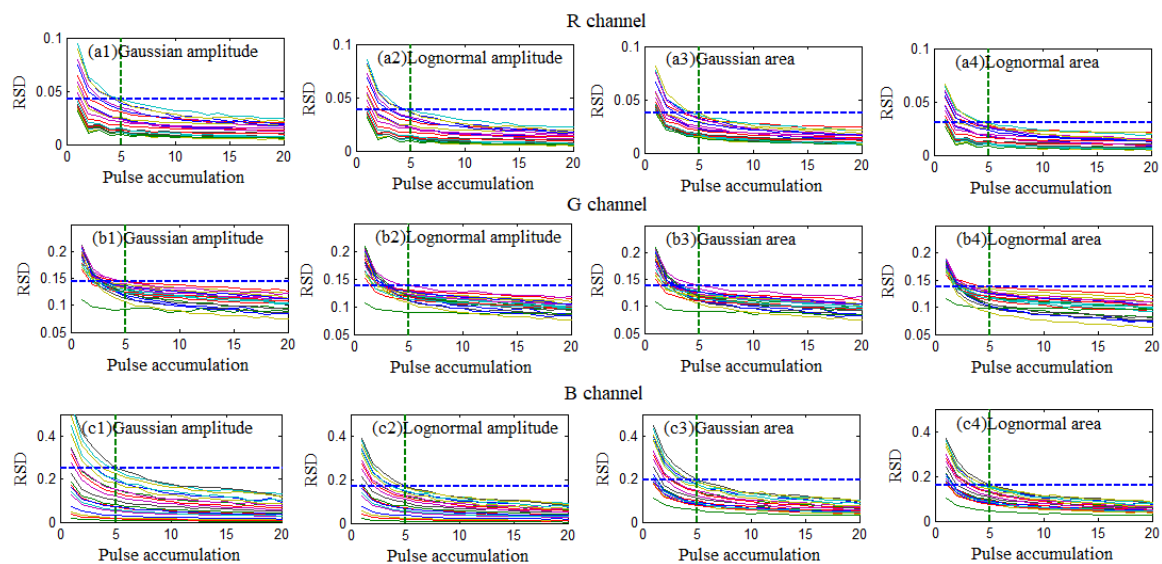 R channel
(a1)Gaussian amplitude
(a2)Lognormal amplitude
(a3)Gaussian area
(a4)Lognormal area
RSD
0.1
0.05
0
0 5 10 15 20
Pulse accumulation
RSD
0.1
0.05
0
0 5 10 15 20
Pulse accumulation
RSD
0.1
0.05
0
0 5 10 15 20
Pulse accumulation
RSD
0.1
0.05
0
0 5 10 15 20
Pulse accumulation
G channel
(b1)Gaussian amplitude
(b2)Lognormal amplitude
(b3)Gaussian area
(b4)Lognormal area
RSD
0.2
0.15
0.1
0.05
0 5 10 15 20
Pulse accumulation
RSD
0.2
0.15
0.1
0.05
0 5 10 15 20
Pulse accumulation
RSD
0.2
0.15
0.1
0.05
0 5 10 15 20
Pulse accumulation
RSD
0.2
0.15
0.1
0.05
0 5 10 15 20
Pulse accumulation
B channel
(c1)Gaussian amplitude
(c2)Lognormal amplitude
(c3)Gaussian area
(c4)Lognormal area
RSD
0.4
0.2
0
0 5 10 15 20
Pulse accumulation
RSD
0.4
0.2
0
0 5 10 15 20
Pulse accumulation
RSD
0.4
0.2
0
0 5 10 15 20
Pulse accumulation
RSD
0.4
0.2
0
0 5 10 15 20
Pulse accumulation